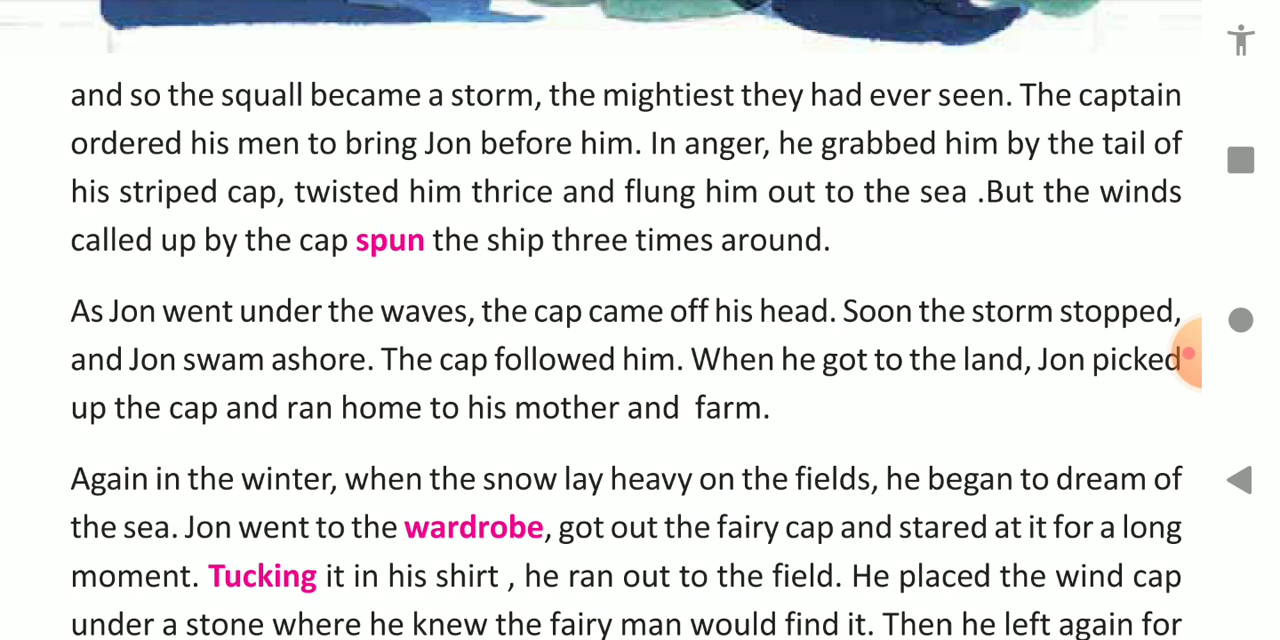 and so the squall became a storm, the mightiest they had ever seen. The captain
ordered his men to bring Jon before him. In anger, he grabbed him by the tail of
his striped cap, twisted him thrice and flung him out to the sea .But the winds
called up by the cap spun the ship three times around.
As Jon went under the waves, the cap came off his head. Soon the storm stopped,
and Jon swam ashore. The cap followed him. When he got to the land, Jon picked
up the cap and ran home to his mother and  farm.
Again in the winter, when the snow lay heavy on the fields, he began to dream of
the sea. Jon went to the wardrobe, got out the fairy cap and stared at it for a long
moment. Tucking it in his shirt , he ran out to the field. He placed the wind cap
under a stone where he knew the fairy man would find it. Then he left again for